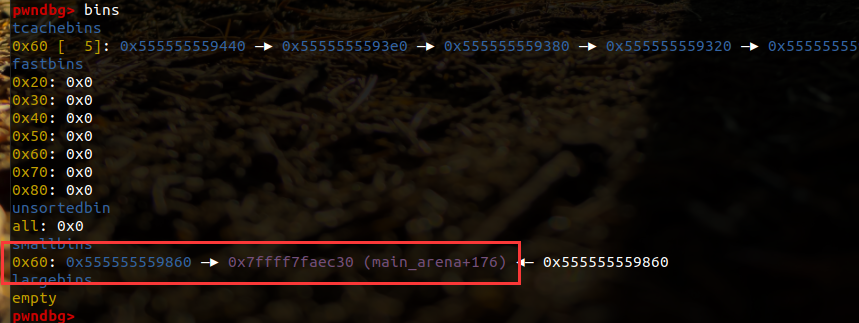 pwndbg> bins
tcachebins
0x60 [  5]: 0x555555559440 —▸ 0x5555555593e0 —▸ 0x555555559380 —▸ 0x555555559320 —▸ 0x55555555
fastbins
0x20: 0x0
0x30: 0x0
0x40: 0x0
0x50: 0x0
0x60: 0x0
0x70: 0x0
0x80: 0x0
unsortedbin
all: 0x0
smallbins
0x60: 0x555555559860 —▸ 0x7ffff7faec30 (main_arena+176) ◂— 0x555555559860
largebins
empty
pwndbg>